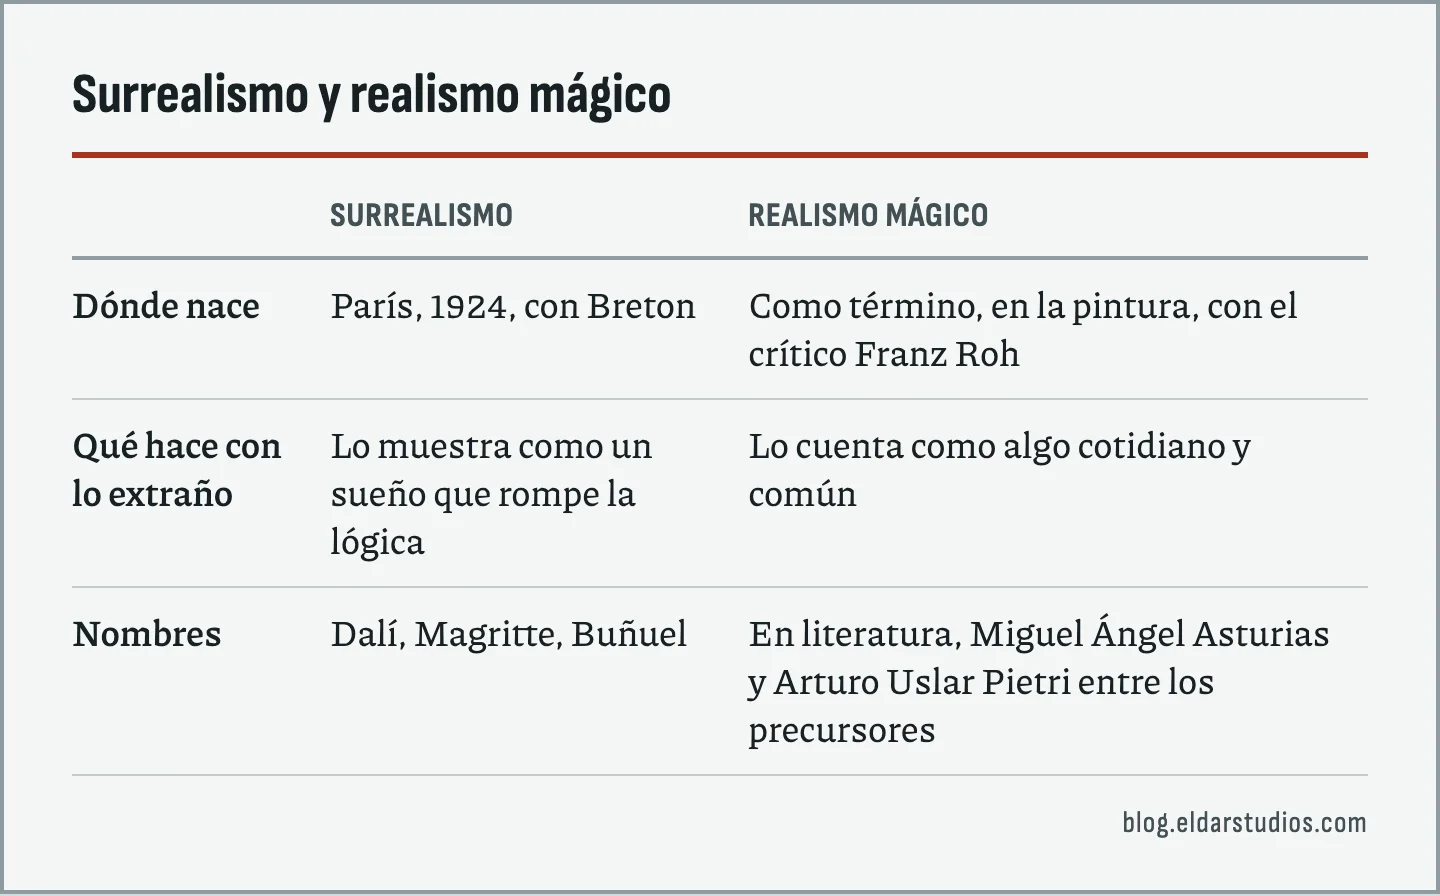 Surrealismo y realismo mágico
SURREALISMO
REALISMO MÁGICO
Dónde nace
París, 1924, con Breton
Como término, en la pintura, con el
crítico Franz Roh
Qué hace con
lo extraño
Lo muestra como un
sueño que rompe la
lógica
Lo cuenta como algo cotidiano y
común
Nombres
Dalí, Magritte, Buñuel
En literatura, Miguel Ángel Asturias
y Arturo Uslar Pietri entre los
precursores
blog.eldarstudios.com